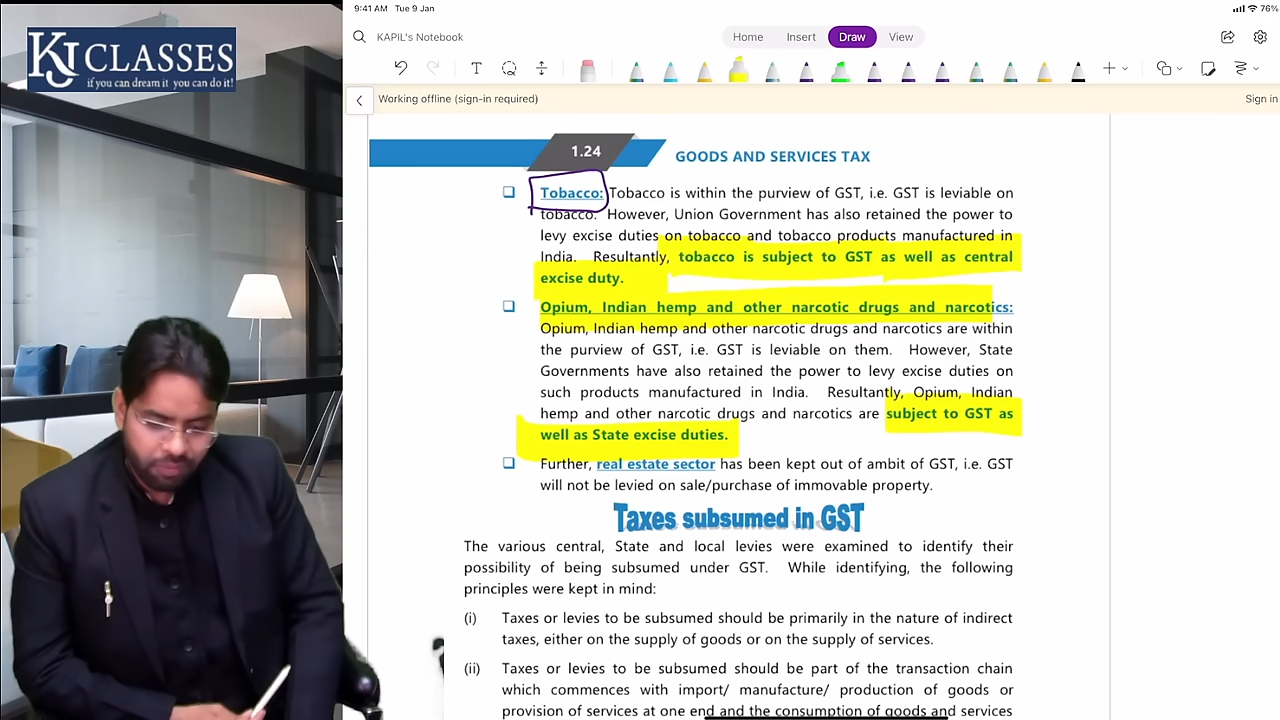 KJ CLASSES
if you can dream it you can do it!
9:41 AM Tue 9 Jan
76%
KAPIL's Notebook
Home Insert Draw View
T
Working offline (sign-in required)
Sign in
1.24
GOODS AND SERVICES TAX
Tobacco: Tobacco is within the purview of GST, i.e. GST is leviable on
tobacco. However, Union Government has also retained the power to
levy excise duties on tobacco and tobacco products manufactured in
India. Resultantly, tobacco is subject to GST as well as central
excise duty.
Opium, Indian hemp and other narcotic drugs and narcotics:
Opium, Indian hemp and other narcotic drugs and narcotics are within
the purview of GST, i.e. GST is leviable on them. However, State
Governments have also retained the power to levy excise duties on
such products manufactured in India. Resultantly, Opium, Indian
hemp and other narcotic drugs and narcotics are subject to GST as
well as State excise duties.
Further, real estate sector has been kept out of ambit of GST, i.e. GST
will not be levied on sale/purchase of immovable property.
Taxes subsumed in GST
The various central, State and local levies were examined to identify their
possibility of being subsumed under GST. While identifying, the following
principles were kept in mind:
(i) Taxes or levies to be subsumed should be primarily in the nature of indirect
taxes, either on the supply of goods or on the supply of services.
(ii) Taxes or levies to be subsumed should be part of the transaction chain
which commences with import/ manufacture/ production of goods or
provision of services at one end and the consumption of goods and services